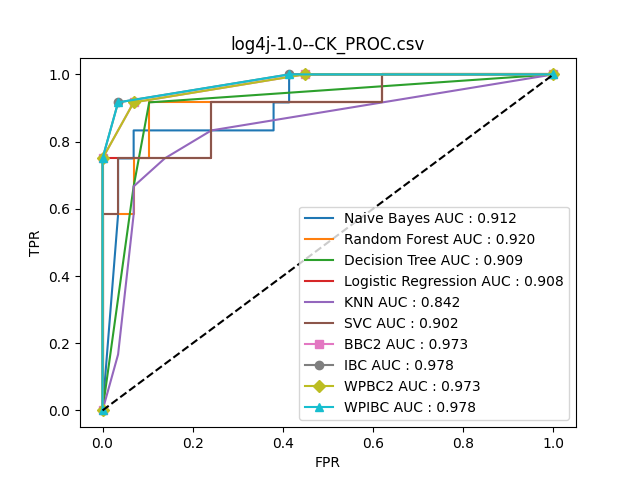 log4j-1.0--CK_PROC.csv
1.0
0.8
0.6
0.4
0.2
0.0
TPR
Naive Bayes AUC : 0.912
Random Forest AUC : 0.920
Decision Tree AUC : 0.909
Logistic Regression AUC : 0.908
KNN AUC : 0.842
SVC AUC : 0.902
BBC2 AUC : 0.973
IBC AUC : 0.978
WPBC2 AUC : 0.973
WPIBC AUC : 0.978
0.0 0.2 0.4 0.6 0.8 1.0
FPR